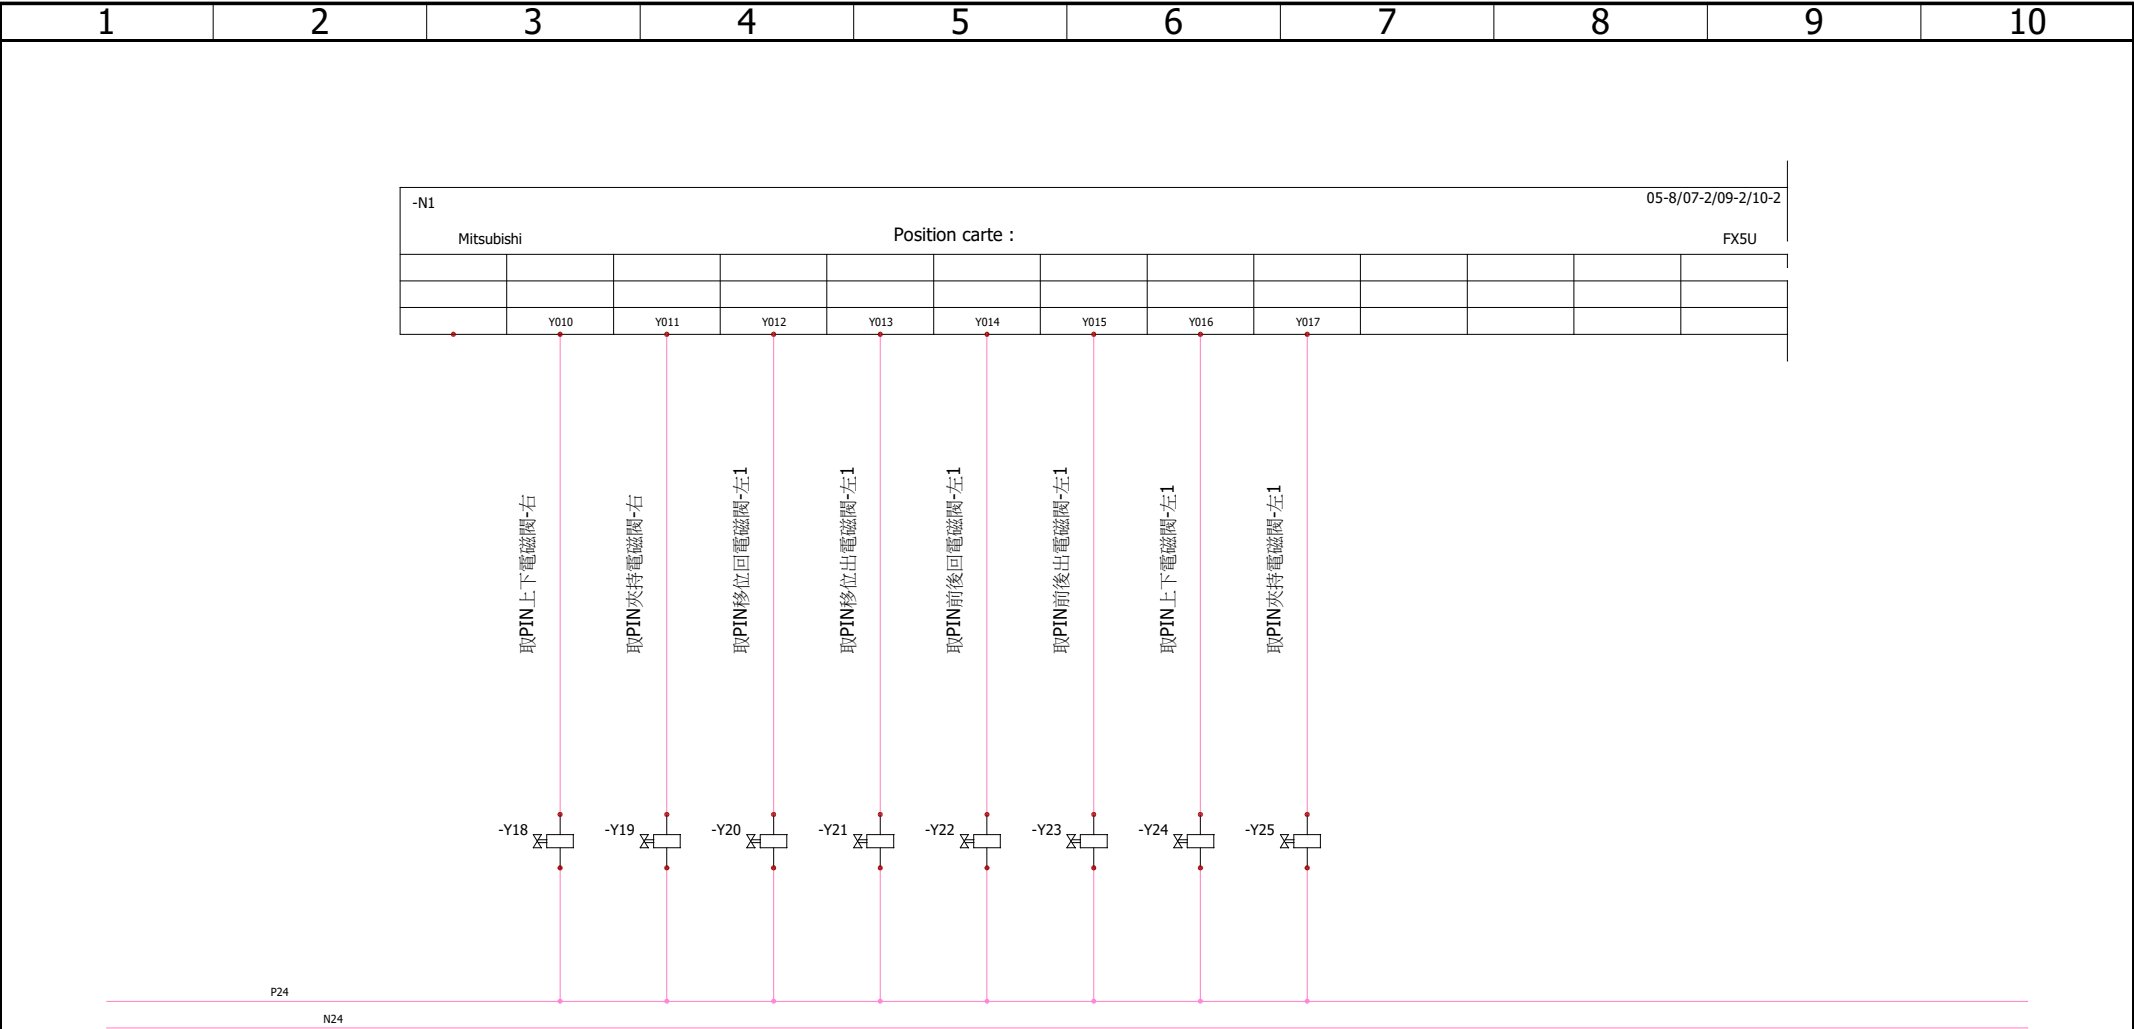 1 2 3 4 5 6 7 8 9 10
-N1 05-8/07-2/09-2/10-2
Mitsubishi Position carte : FX5U
Y010 Y011 Y012 Y013 Y014 Y015 Y016 Y017
取PIN上下電磁閥-右
取PIN夾持電磁閥-右
取PIN移位回電磁閥-左1
取PIN移位出電磁閥-左1
取PIN前後回電磁閥-左1
取PIN前後出電磁閥-左1
取PIN上下電磁閥-左1
取PIN夾持電磁閥-左1
-Y18 -Y19 -Y20 -Y21 -Y22 -Y23 -Y24 -Y25
P24
N24